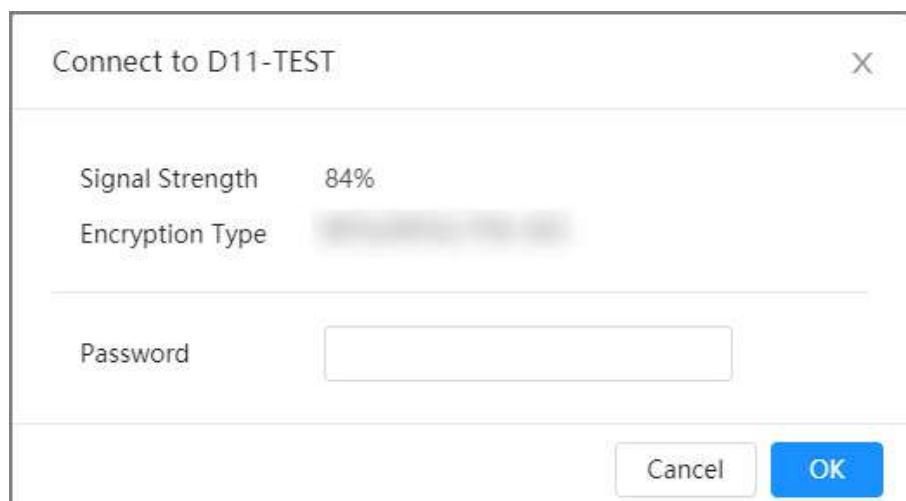 Connect to D11-TEST X
Signal Strength 84%
Encryption Type
Password
Cancel OK